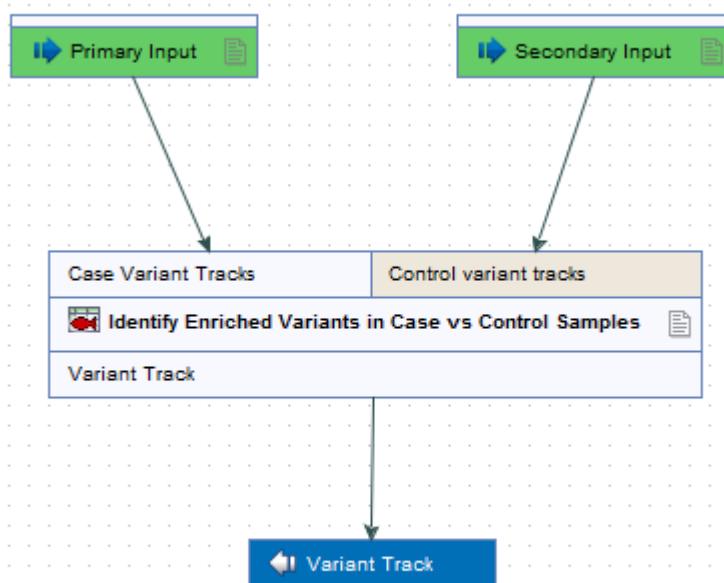 Primary Input
Secondary Input
Case Variant Tracks
Control variant tracks
Identify Enriched Variants in Case vs Control Samples
Variant Track
Variant Track